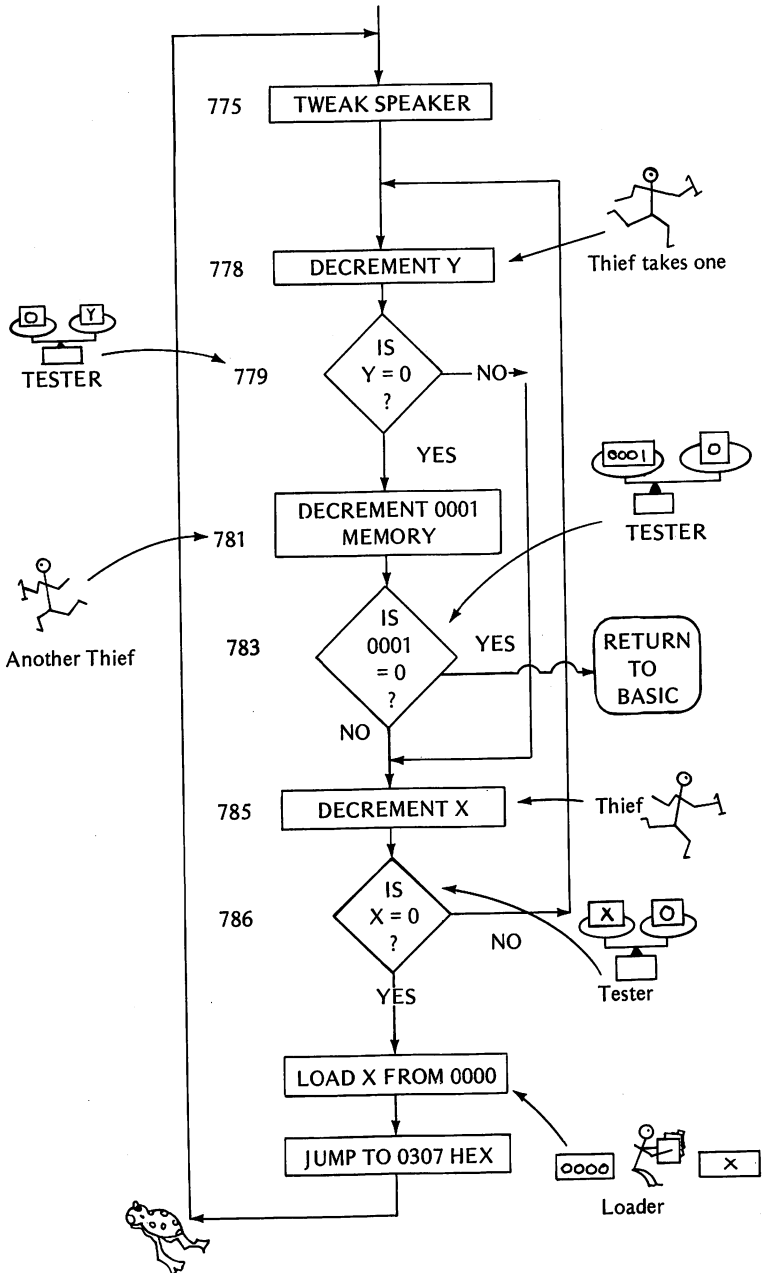 775
TWEAK SPEAKER
778
DECREMENT Y
Thief takes one
O Y
TESTER
779
IS
Y = 0
?
NO
YES
0001 O
TESTER
DECREMENT 0001
MEMORY
781
Another Thief
783
IS
0001
= 0
?
YES
NO
RETURN
TO
BASIC
785
DECREMENT X
Thief
786
IS
X = 0
?
NO
YES
X O
Tester
LOAD X FROM 0000
JUMP TO 0307 HEX
0000 X
Loader